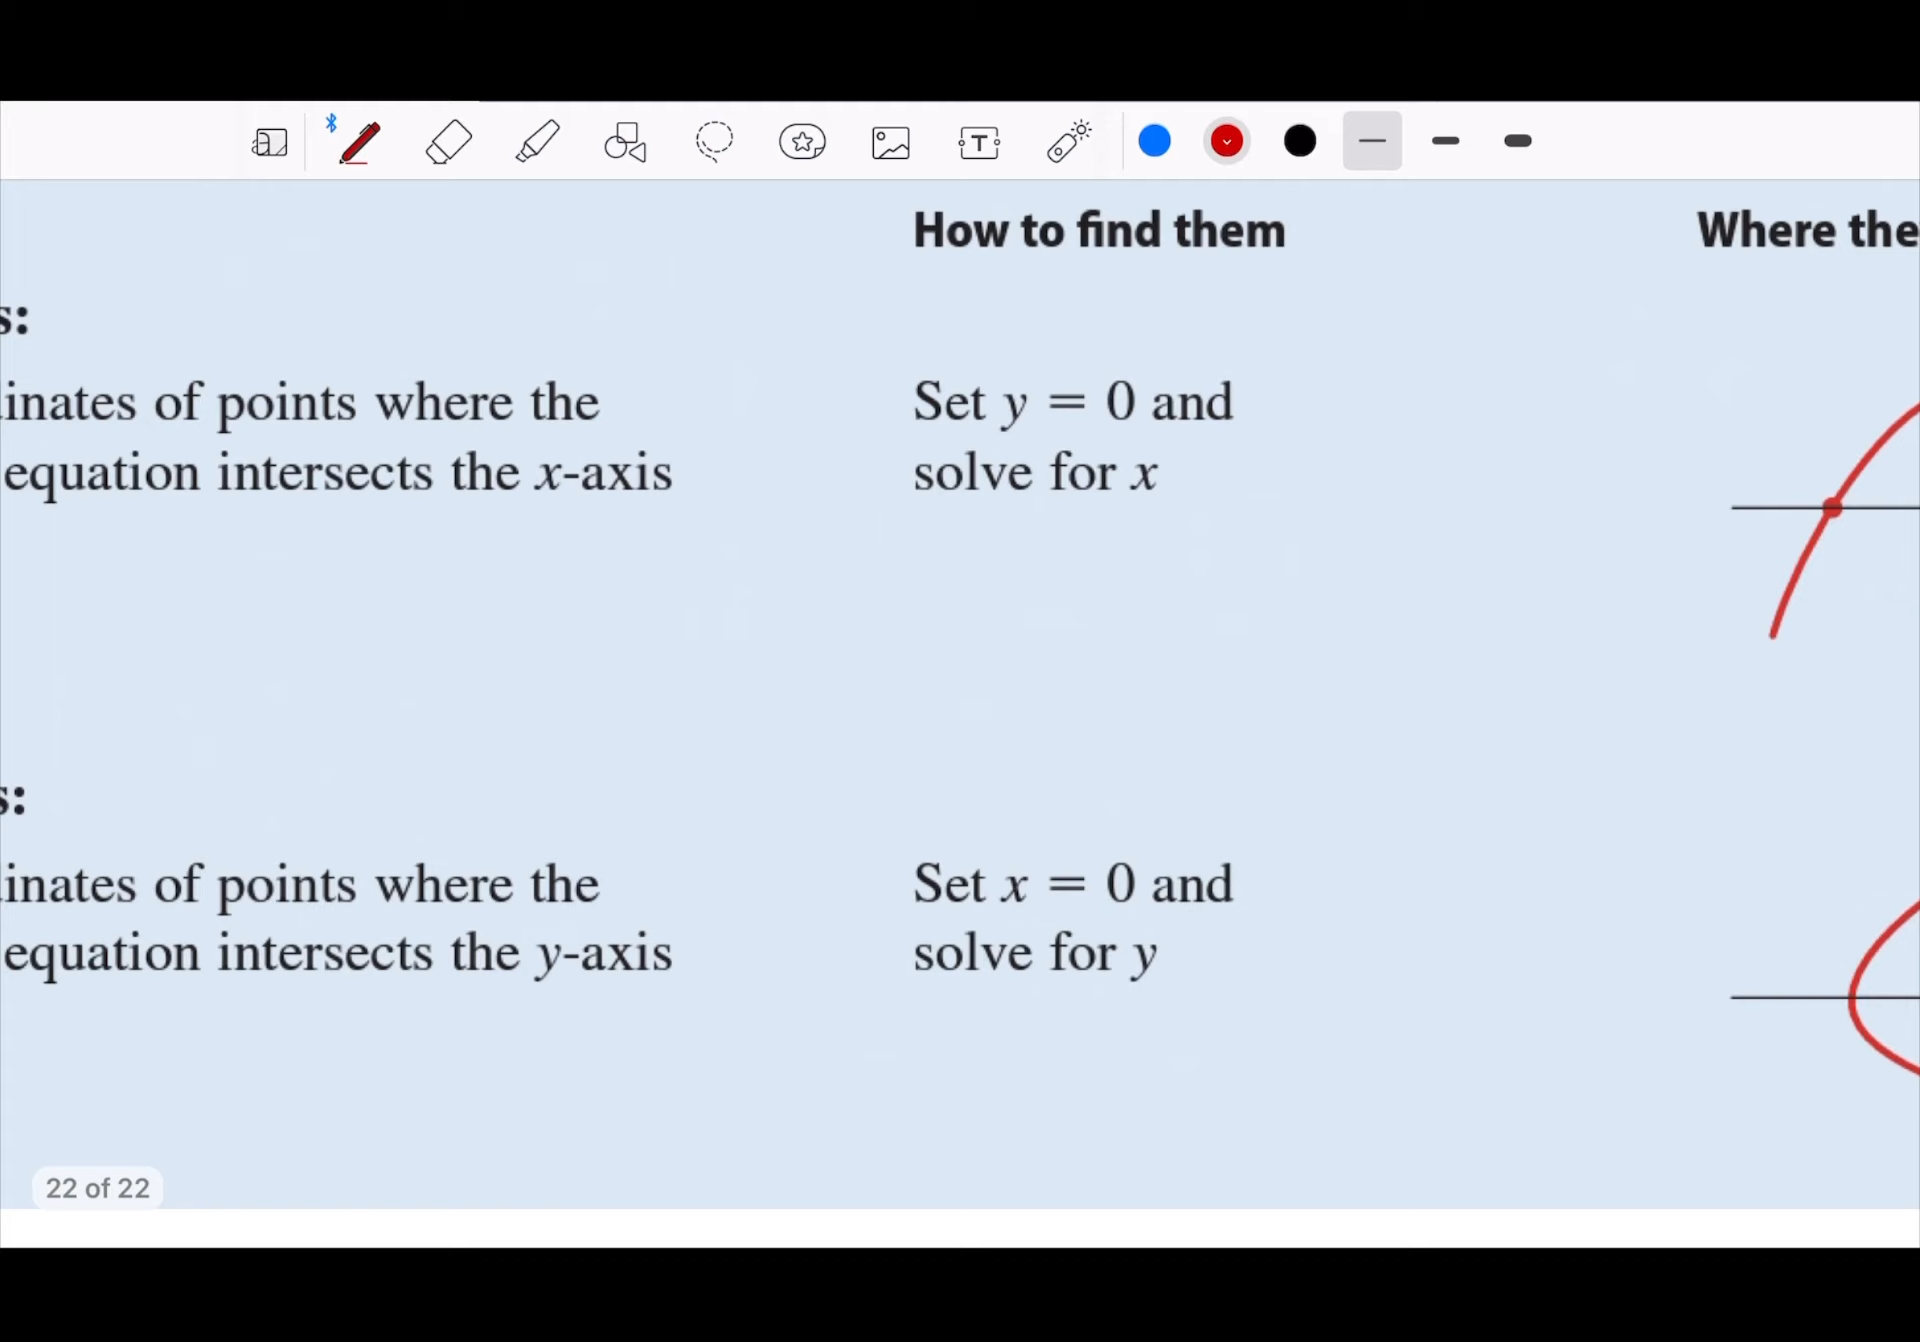 How to find them
Where the
s:
inates of points where the
equation intersects the x-axis
Set y = 0 and
solve for x
s:
inates of points where the
equation intersects the y-axis
Set x = 0 and
solve for y
22 of 22